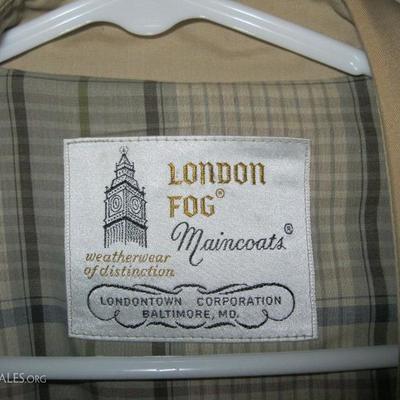 LONDON
FOG®
Maincoats®
weatherwear
of distinction
LONDONTOWN CORPORATION
BALTIMORE, MD.
ALES.ORG